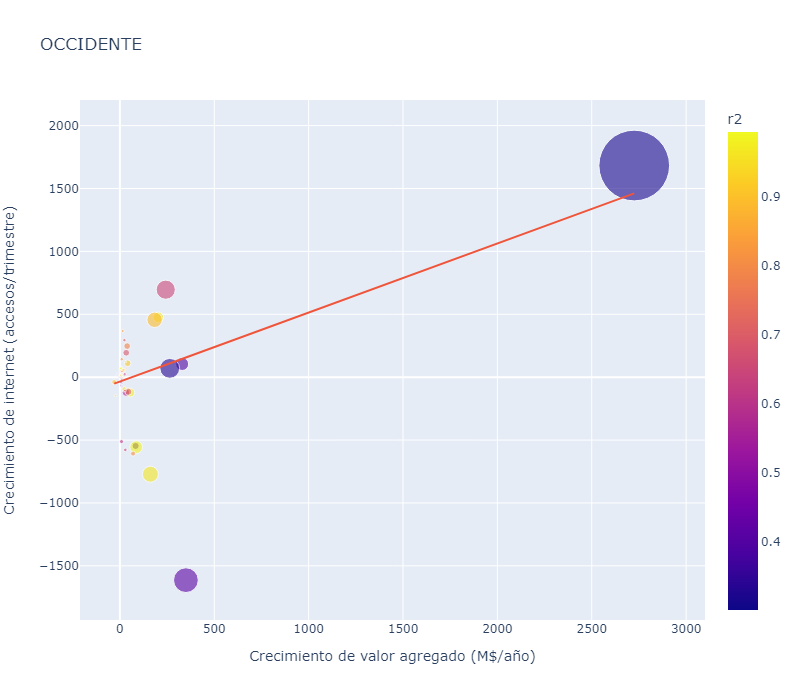 OCCIDENTE
r2
2000
1500
1000
500
0
−500
−1000
−1500
0.9
0.8
0.7
0.6
0.5
0.4
Crecimiento de internet (accesos/trimestre)
0 500 1000 1500 2000 2500 3000
Crecimiento de valor agregado (M$/año)